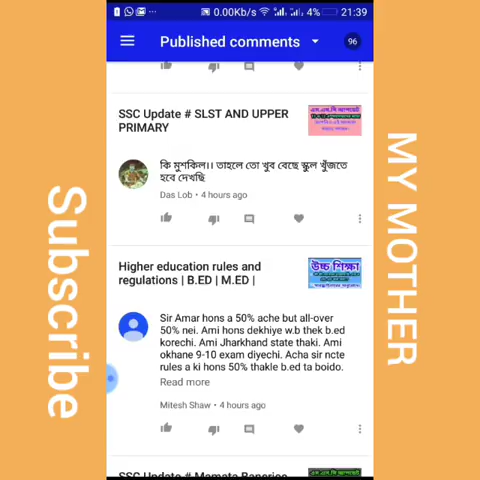 0.00Kb/s 4% 21:39
Published comments
96
SSC Update # SLST AND UPPER
PRIMARY
কি মুশকিল।। তাহলে তো খুব বেছে স্কুল খুঁজতে
হবে দেখছি
Das Lob • 4 hours ago
Higher education rules and
regulations | B.ED | M.ED |
উচ্চ শিক্ষা
Sir Amar hons a 50% ache but all-over
50% nei. Ami hons dekhiye w.b thek b.ed
korechi. Ami Jharkhand state thaki. Ami
okhane 9-10 exam diyechi. Acha sir ncte
rules a ki hons 50% thakle b.ed ta boido.
Read more
Mitesh Shaw • 4 hours ago
SSC Update # Mamata Banerjee
Subscribe
MY MOTHER